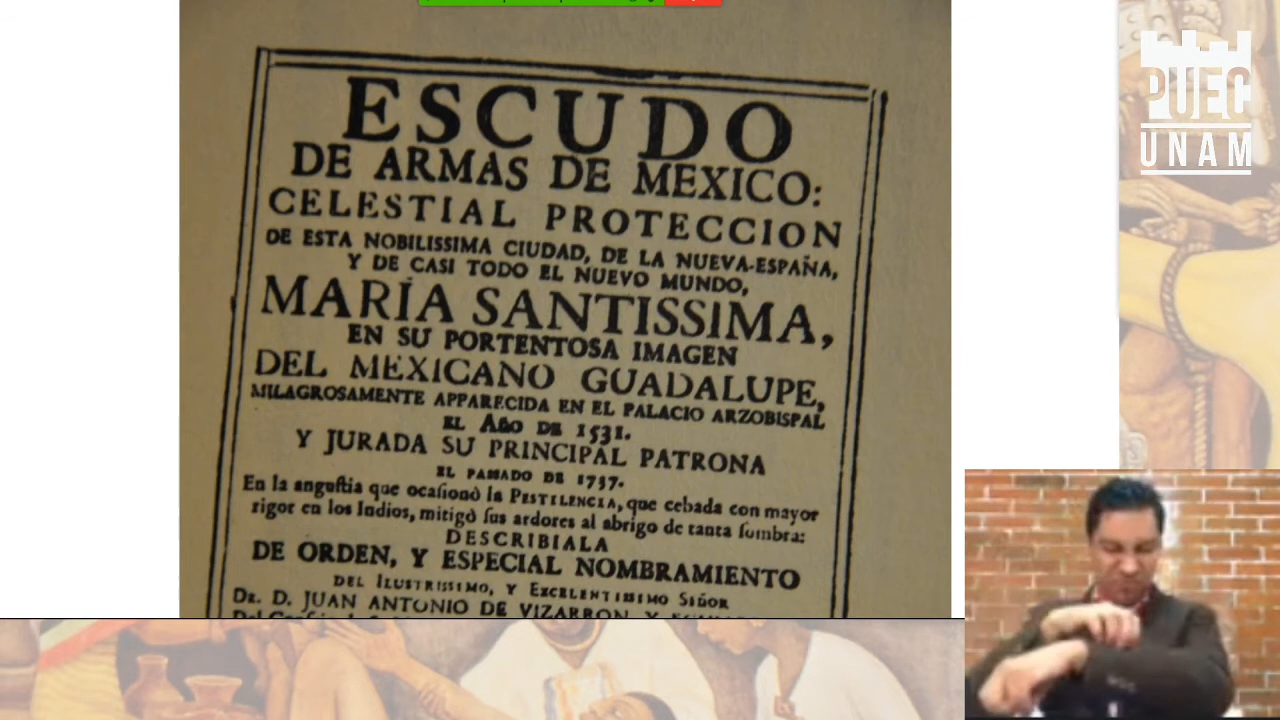 ESCUDO
DE ARMAS DE MEXICO:
CELESTIAL PROTECCION
DE ESTA NOBILISSIMA CIUDAD, DE LA NUEVA-ESPAÑA,
Y DE CASI TODO EL NUEVO MUNDO,
MARIA SANTISSIMA,
EN SU PORTENTOSA IMAGEN
DEL MEXICANO GUADALUPE,
MILAGROSAMENTE APPARECIDA EN EL PALACIO ARZOBISPAL
EL Año DE 1531.
Y JURADA SU PRINCIPAL PATRONA
EL PASSADO DE 1737.
En la anguſtia que ocaſionò la PESTILENCIA, que cebada con mayor
rigor en los Indios, mitigò ſus ardores al abrigo de tanta ſombra:
DESCRIBIALA
DE ORDEN, Y ESPECIAL NOMBRAMIENTO
DEL ILUSTRISSIMO, Y EXCELENTISSIMO SEÑOR
DR. D. JUAN ANTONIO DE VIZARRON, Y
PUEC
UNAM